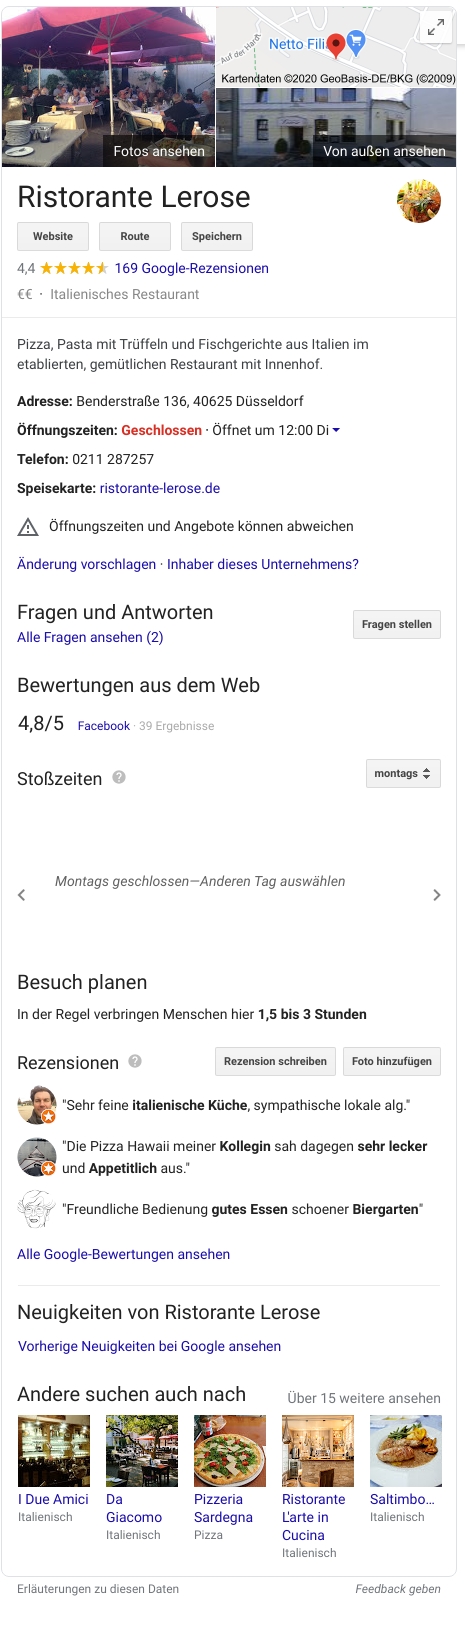 Auf der Hardt
Netto Fili
Kartendaten ©2020 GeoBasis-DE/BKG (©2009)
Fotos ansehen
Von außen ansehen
Ristorante Lerose
Website
Route
Speichern
4,4 169 Google-Rezensionen
€€ · Italienisches Restaurant
Pizza, Pasta mit Trüffeln und Fischgerichte aus Italien im
etablierten, gemütlichen Restaurant mit Innenhof.
Adresse: Benderstraße 136, 40625 Düsseldorf
Öffnungszeiten: Geschlossen · Öffnet um 12:00 Di
Telefon: 0211 287257
Speisekarte: ristorante-lerose.de
Öffnungszeiten und Angebote können abweichen
Änderung vorschlagen · Inhaber dieses Unternehmens?
Fragen und Antworten
Fragen stellen
Alle Fragen ansehen (2)
Bewertungen aus dem Web
4,8/5 Facebook · 39 Ergebnisse
Stoßzeiten ?
montags
Montags geschlossen—Anderen Tag auswählen
Besuch planen
In der Regel verbringen Menschen hier 1,5 bis 3 Stunden
Rezensionen ?
Rezension schreiben
Foto hinzufügen
"Sehr feine italienische Küche, sympathische lokale alg."
"Die Pizza Hawaii meiner Kollegin sah dagegen sehr lecker
und Appetitlich aus."
"Freundliche Bedienung gutes Essen schoener Biergarten"
Alle Google-Bewertungen ansehen
Neuigkeiten von Ristorante Lerose
Vorherige Neuigkeiten bei Google ansehen
Andere suchen auch nach
Über 15 weitere ansehen
I Due Amici
Italienisch
Da
Giacomo
Italienisch
Pizzeria
Sardegna
Pizza
Ristorante
L'arte in
Cucina
Italienisch
Saltimbo...
Italienisch
Erläuterungen zu diesen Daten
Feedback geben